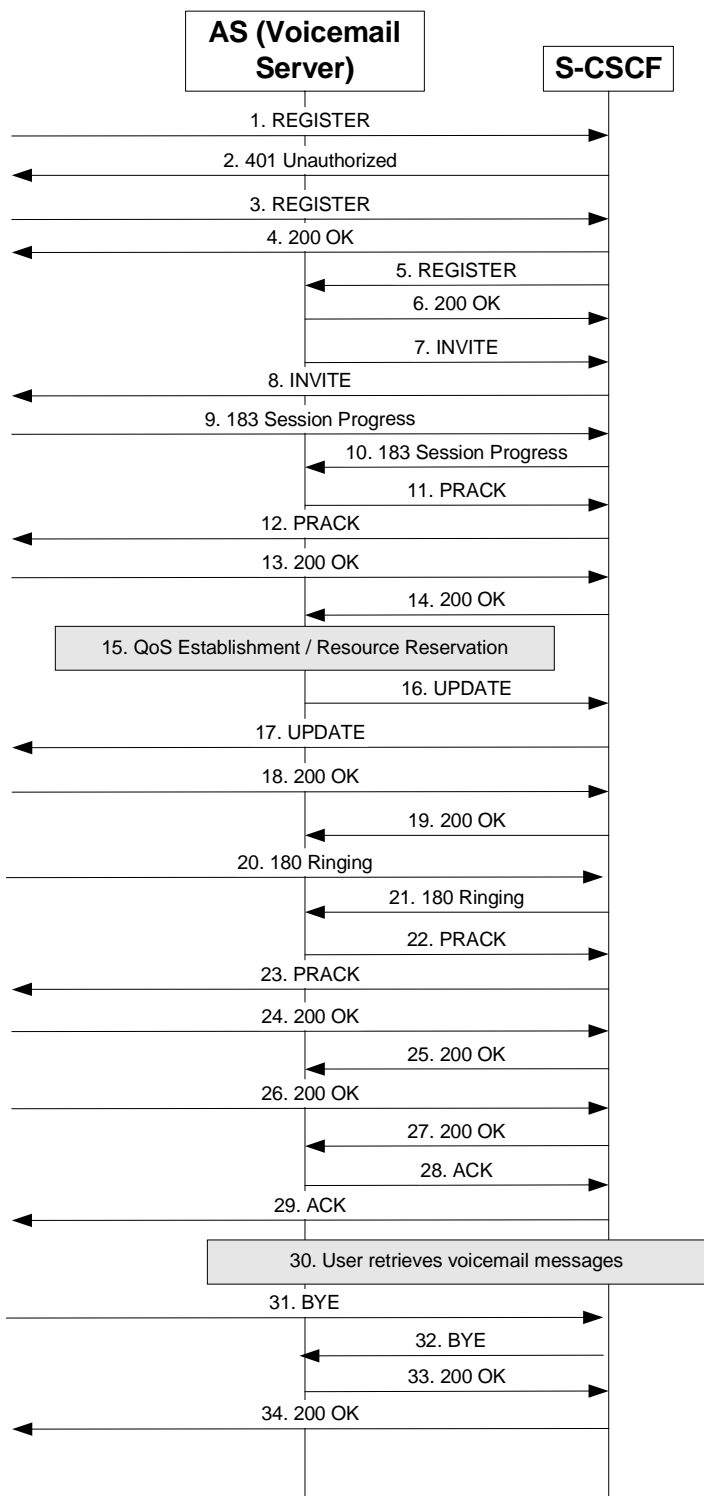 AS (Voicemail
Server)
S-CSCF
1. REGISTER
2. 401 Unauthorized
3. REGISTER
4. 200 OK
5. REGISTER
6. 200 OK
7. INVITE
8. INVITE
9. 183 Session Progress
10. 183 Session Progress
11. PRACK
12. PRACK
13. 200 OK
14. 200 OK
15. QoS Establishment / Resource Reservation
16. UPDATE
17. UPDATE
18. 200 OK
19. 200 OK
20. 180 Ringing
21. 180 Ringing
22. PRACK
23. PRACK
24. 200 OK
25. 200 OK
26. 200 OK
27. 200 OK
28. ACK
29. ACK
30. User retrieves voicemail messages
31. BYE
32. BYE
33. 200 OK
34. 200 OK